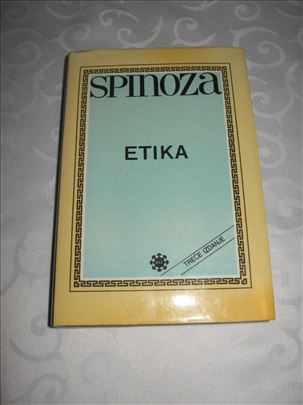 SPINOZA
ETIKA
TREĆE IZDANJE